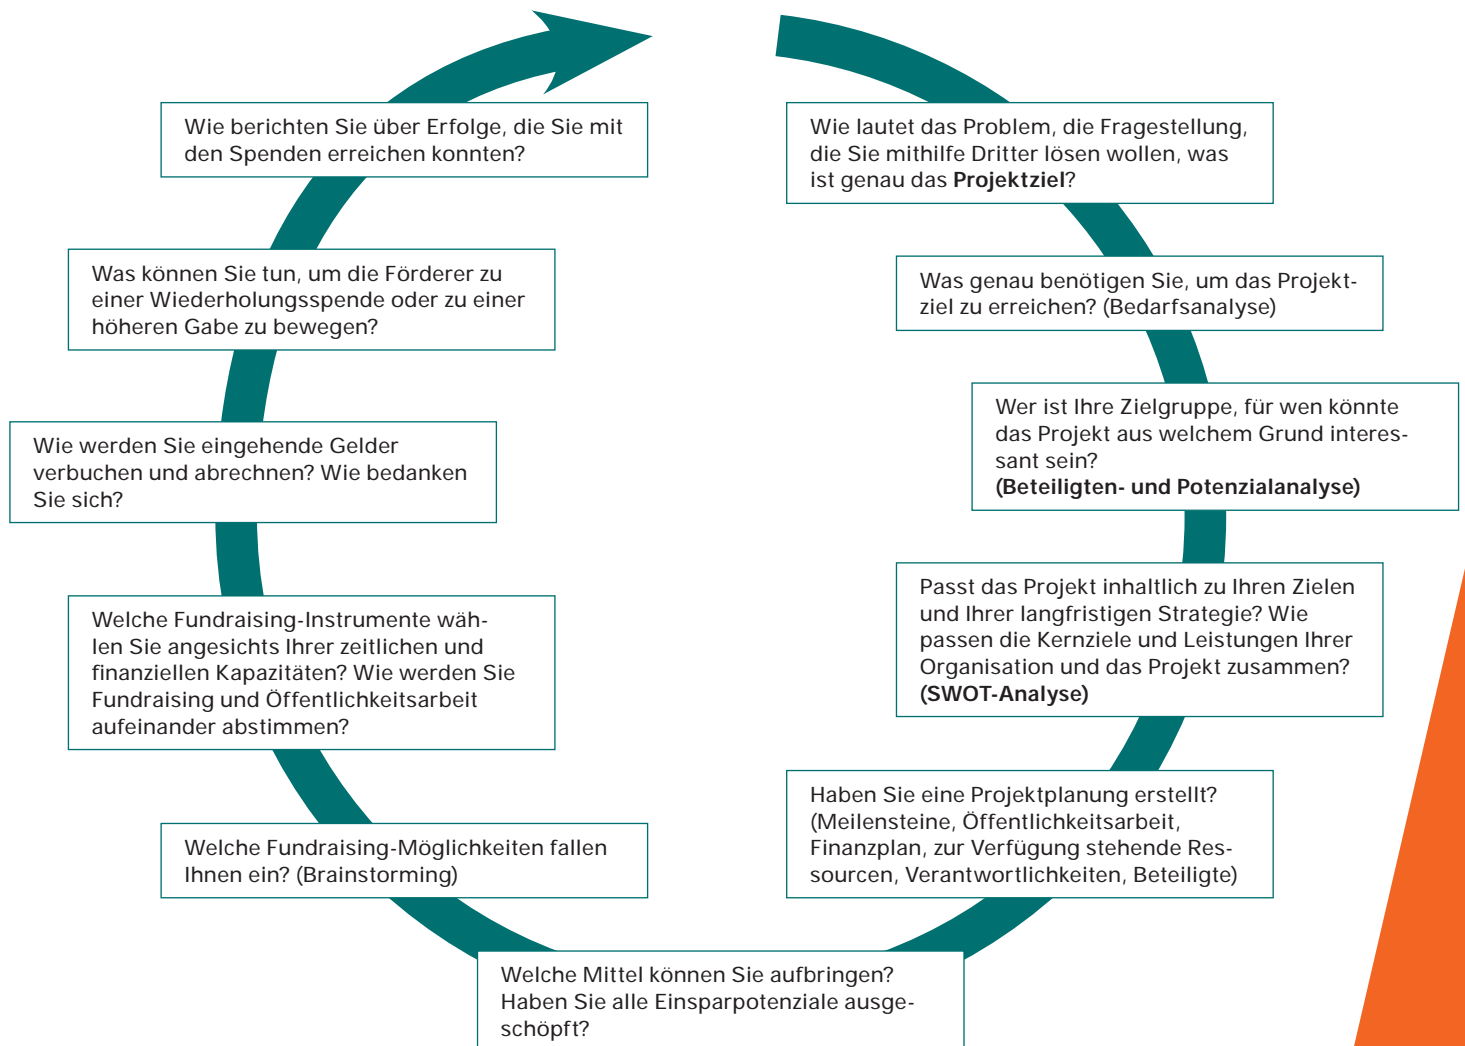 Wie lautet das Problem, die Fragestellung,
die Sie mithilfe Dritter lösen wollen, was
ist genau das Projektziel?
Was genau benötigen Sie, um das Projekt-
ziel zu erreichen? (Bedarfsanalyse)
Wer ist Ihre Zielgruppe, für wen könnte
das Projekt aus welchem Grund interes-
sant sein?
(Beteiligten- und Potenzialanalyse)
Passt das Projekt inhaltlich zu Ihren Zielen
und Ihrer langfristigen Strategie? Wie
passen die Kernziele und Leistungen Ihrer
Organisation und das Projekt zusammen?
(SWOT-Analyse)
Haben Sie eine Projektplanung erstellt?
(Meilensteine, Öffentlichkeitsarbeit,
Finanzplan, zur Verfügung stehende Res-
sourcen, Verantwortlichkeiten, Beteiligte)
Welche Mittel können Sie aufbringen?
Haben Sie alle Einsparpotenziale ausge-
schöpft?
Welche Fundraising-Möglichkeiten fallen
Ihnen ein? (Brainstorming)
Welche Fundraising-Instrumente wäh-
len Sie angesichts Ihrer zeitlichen und
finanziellen Kapazitäten? Wie werden Sie
Fundraising und Öffentlichkeitsarbeit
aufeinander abstimmen?
Wie werden Sie eingehende Gelder
verbuchen und abrechnen? Wie bedanken
Sie sich?
Was können Sie tun, um die Förderer zu
einer Wiederholungsspende oder zu einer
höheren Gabe zu bewegen?
Wie berichten Sie über Erfolge, die Sie mit
den Spenden erreichen konnten?